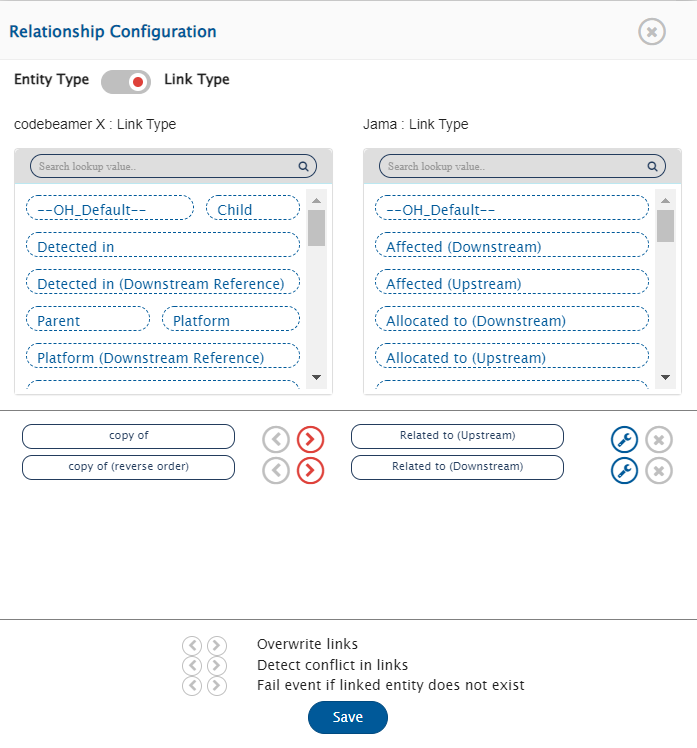 Relationship Configuration
Entity Type Link Type
codebeamer X : Link Type
Search lookup value..
--OH_Default-- Child
Detected in
Detected in (Downstream Reference)
Parent Platform
Platform (Downstream Reference)
Jama : Link Type
Search lookup value..
--OH_Default--
Affected (Downstream)
Affected (Upstream)
Allocated to (Downstream)
Allocated to (Upstream)
copy of Related to (Upstream)
copy of (reverse order) Related to (Downstream)
Overwrite links
Detect conflict in links
Fail event if linked entity does not exist
Save